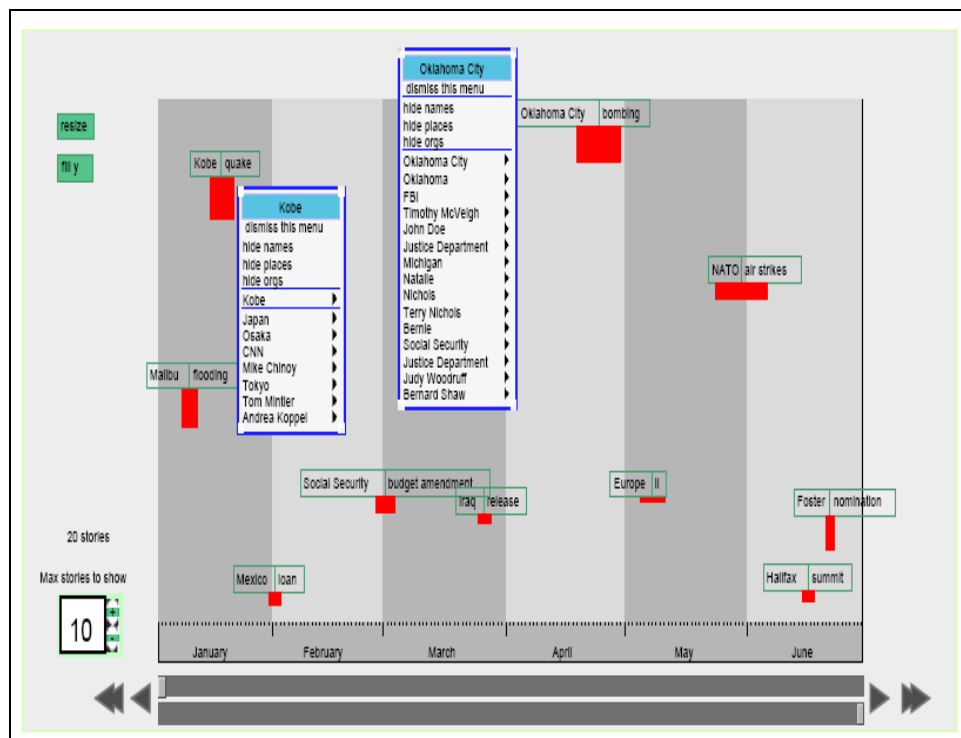 resize
fill y
Kobe quake
Kobe
dismiss this menu
hide names
hide places
hide orgs
Kobe
Japan
Osaka
CNN
Mike Chinoy
Tokyo
Tom Mintier
Andrea Koppel
Oklahoma City
dismiss this menu
hide names
hide places
hide orgs
Oklahoma City
Oklahoma
FBI
Timothy McVeigh
John Doe
Justice Department
Michigan
Natalie
Nichols
Terry Nichols
Bernie
Social Security
Justice Department
Judy Woodruff
Bernard Shaw
Oklahoma City bombing
NATO air strikes
Malibu flooding
Social Security budget amendment
Iraq release
Europe II
Foster nomination
Mexico loan
Halifax summit
20 stories
Max stories to show
10
+
-
January February March April May June